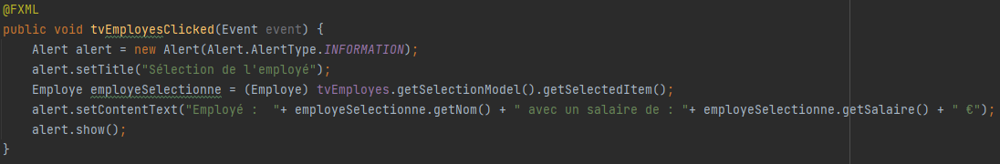 @FXML
public void tvEmployesClicked(Event event) {
    Alert alert = new Alert(Alert.AlertType.INFORMATION);
    alert.setTitle("Sélection de l'employé");
    Employe employeSelectionne = (Employe) tvEmployes.getSelectionModel().getSelectedItem();
    alert.setContentText("Employé :  "+ employeSelectionne.getNom() + " avec un salaire de : "+ employeSelectionne.getSalaire() + " €");
    alert.show();
}